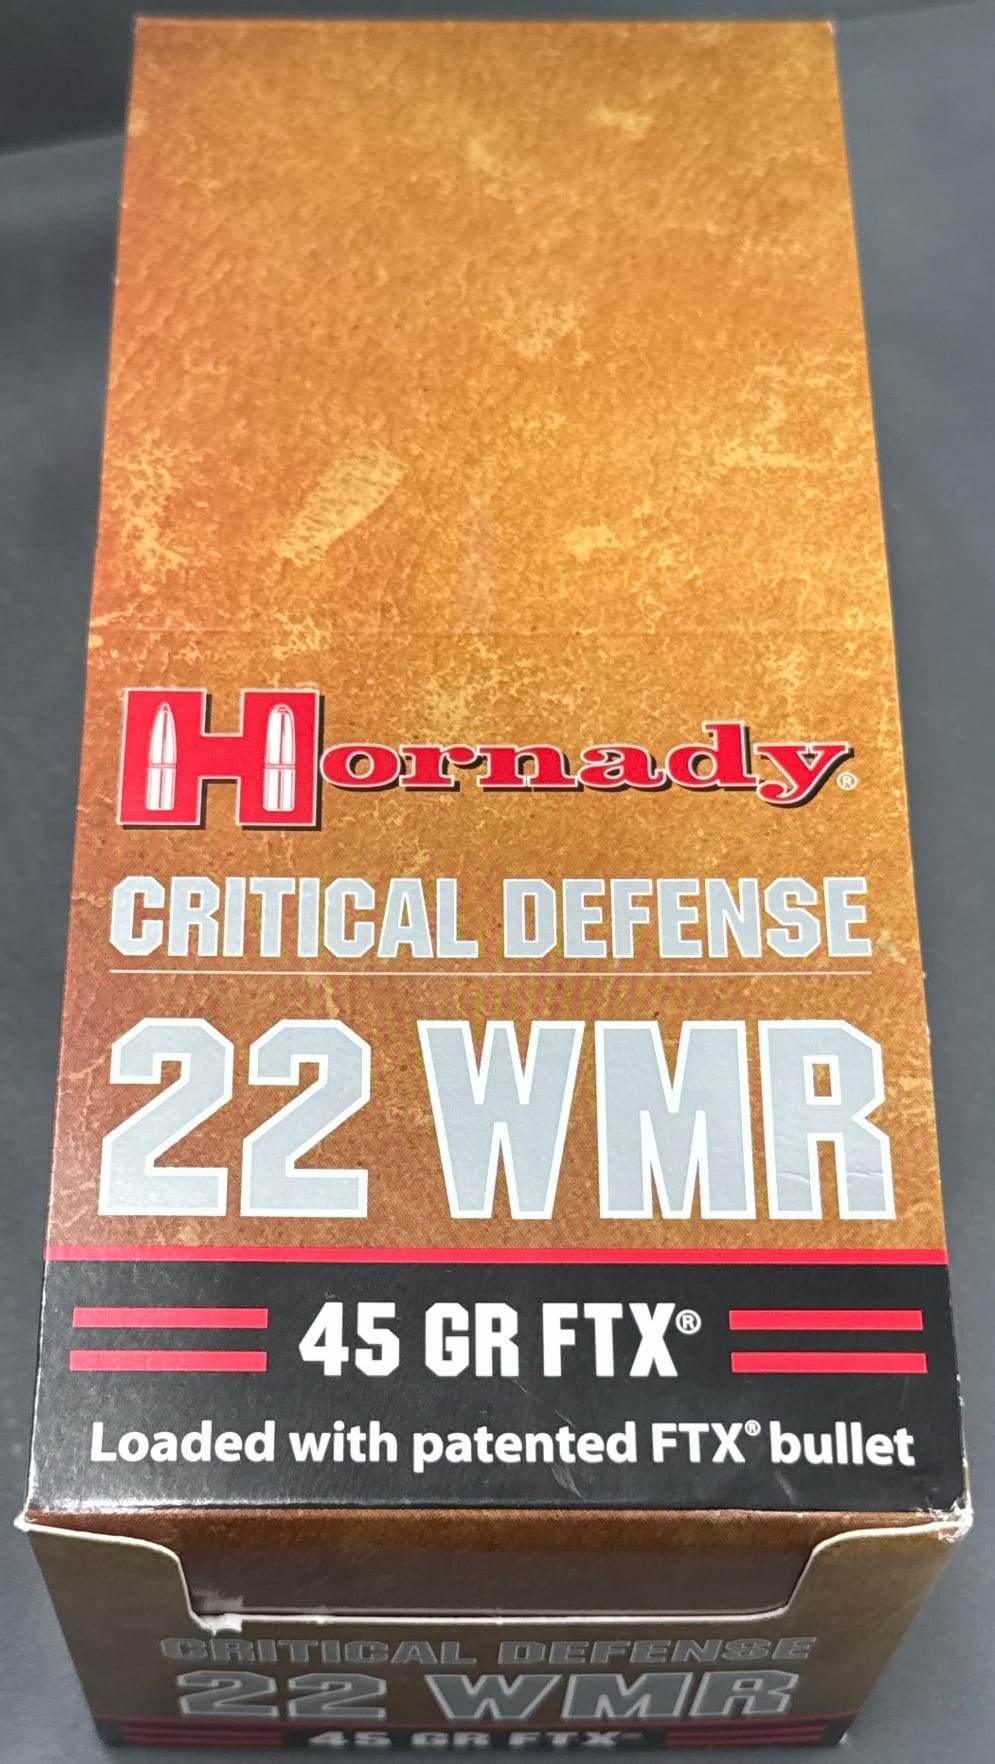 Hornady®
CRITICAL DEFENSE
22 WMR
45 GR FTX®
Loaded with patented FTX® bullet
CRITICAL DEFENSE
22 WMR
45 GR FTX®